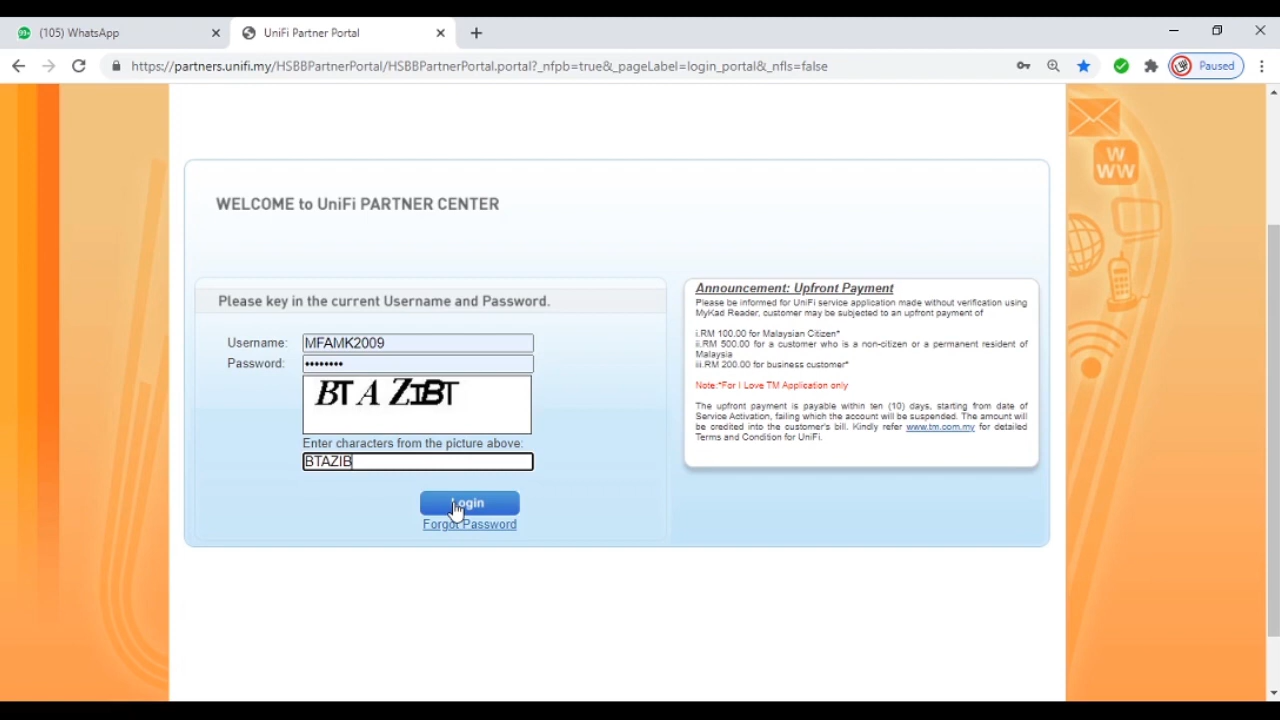 (105) WhatsApp
UniFi Partner Portal
https://partners.unifi.my/HSBBPartnerPortal/HSBBPartnerPortal.portal?_nfpb=true&_pageLabel=login_portal&_nfls=false
Paused
WWW
WELCOME to UniFi PARTNER CENTER
Please key in the current Username and Password.
Username: MFAMK2009
Password: ••••••••
BT A ZIBT
Enter characters from the picture above:
BTAZIB
Login
Forgot Password
Announcement: Upfront Payment
Please be informed for UniFi service application made without verification using
MyKad Reader, customer may be subjected to an upfront payment of
i.RM 100.00 for Malaysian Citizen*
ii.RM 500.00 for a customer who is a non-citizen or a permanent resident of
Malaysia
iii.RM 200.00 for business customer*
Note:*For I Love TM Application only
The upfront payment is payable within ten (10) days, starting from date of
Service Activation, failing which the account will be suspended. The amount will
be credited into the customer's bill. Kindly refer www.tm.com.my for detailed
Terms and Condition for UniFi.